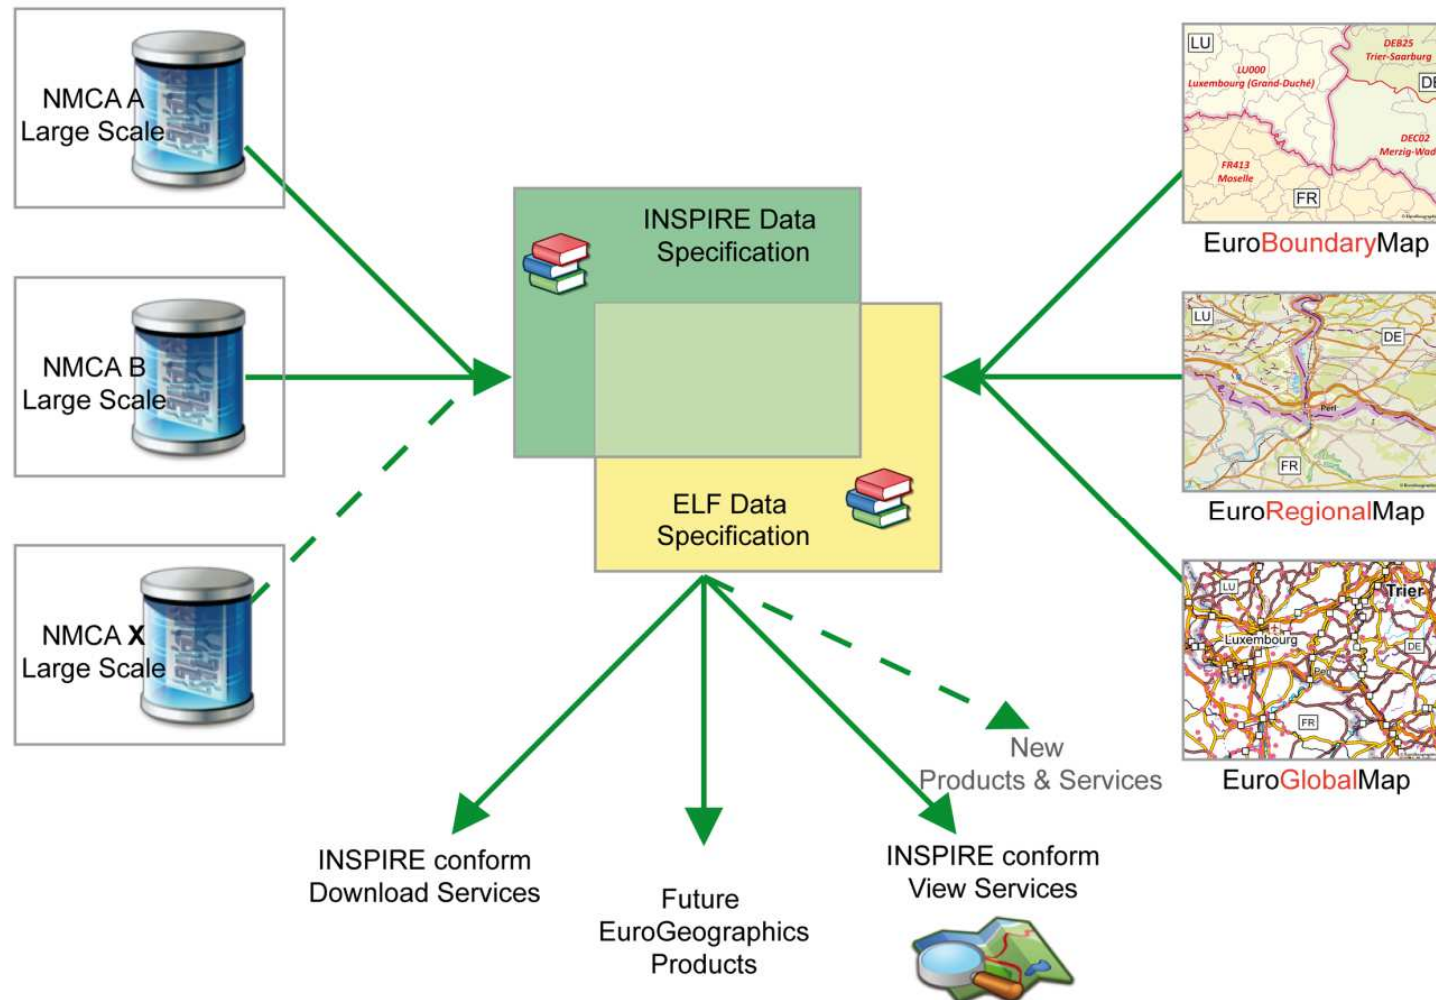 NMCA A
Large Scale
NMCA B
Large Scale
NMCA X
Large Scale
INSPIRE Data
Specification
ELF Data
Specification
LU
DEB25
Trier-Saarburg
LU000
Luxembourg (Grand-Duché)
DE
DEC02
Merzig-Wad
FR413
Moselle
FR
EuroBoundaryMap
LU
DE
Perl
FR
EuroRegionalMap
LU
Trier
Luxembourg
DE
Perl
FR
EuroGlobalMap
New
Products & Services
INSPIRE conform
Download Services
Future
EuroGeographics
Products
INSPIRE conform
View Services